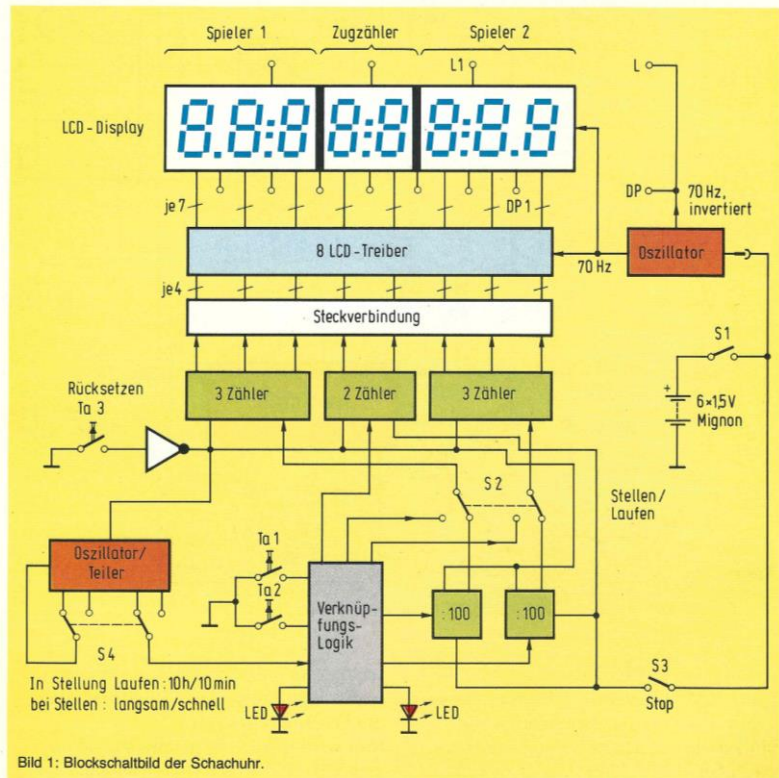 Spieler 1 Zugzähler Spieler 2
L1
L
LCD-Display
8.8:8 8:8 8:8.8
DP
70 Hz,
invertiert
je 7
DP 1
8 LCD-Treiber
70 Hz
Oszillator
je 4
Steckverbindung
S1
Rücksetzen
Ta 3
3 Zähler
2 Zähler
3 Zähler
+
6×1,5V
Mignon
S2
Stellen/
Laufen
Oszillator/
Teiler
Ta 1
Ta 2
Verknüp-
fungs-
Logik
:100
:100
S4
S3
Stop
In Stellung Laufen: 10h/10min
bei Stellen: langsam/schnell
LED
LED
Bild 1: Blockschaltbild der Schachuhr.